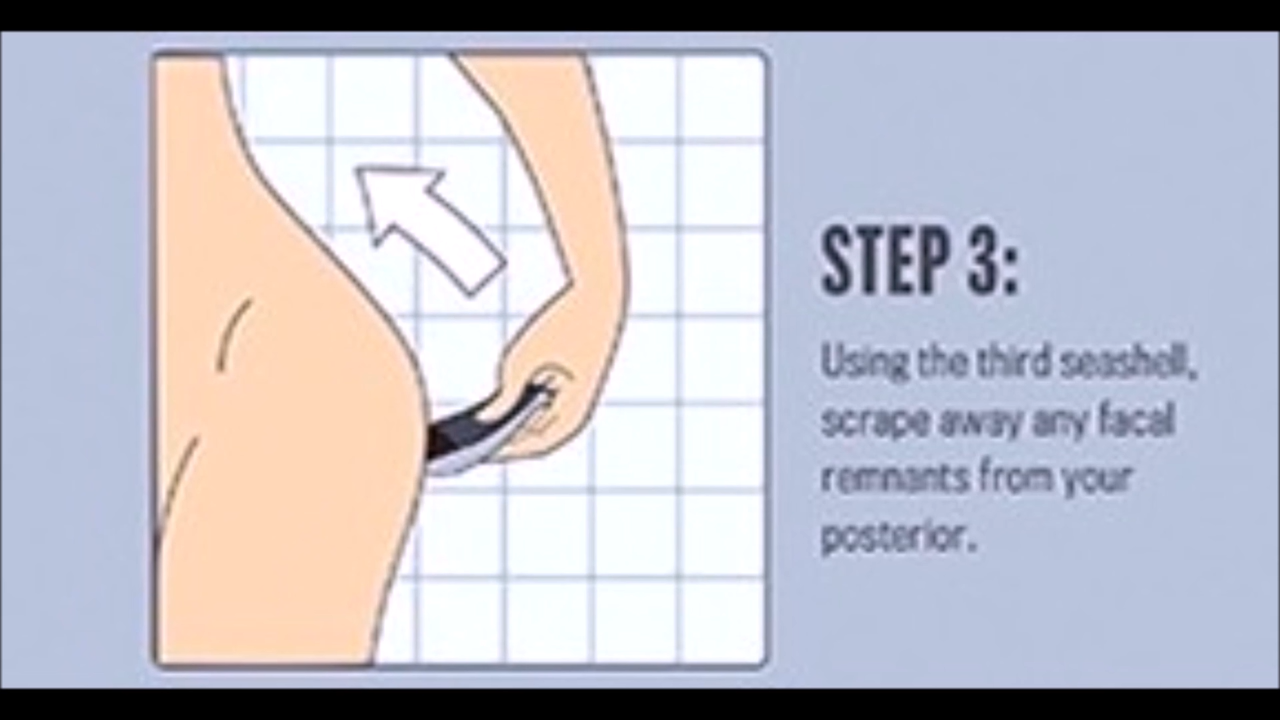 STEP 3:
Using the third seashell,
scrape away any facal
remnants from your
posterior.